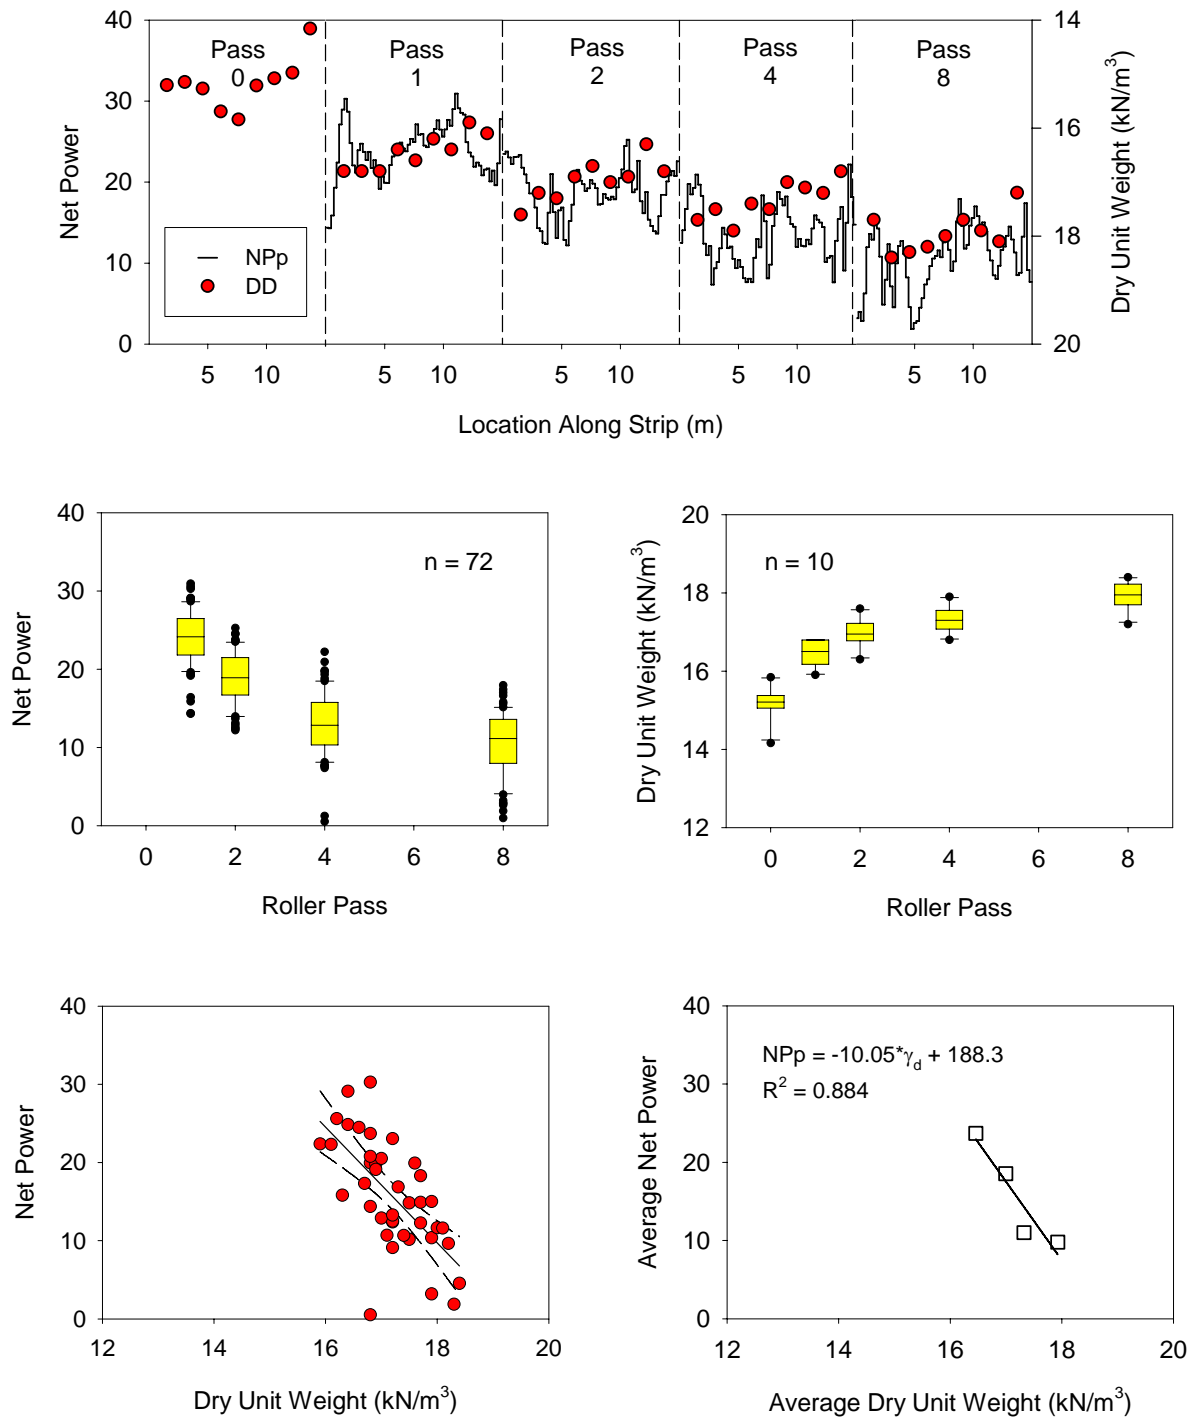 40 30 20 10 0
Net Power
Pass 0
Pass 1
Pass 2
Pass 4
Pass 8
NPp
DD
14 16 18 20
Dry Unit Weight (kN/m³)
5 10 5 10 5 10 5 10 5 10
Location Along Strip (m)
40 30 20 10 0
Net Power
n = 72
0 2 4 6 8
Roller Pass
20 18 16 14 12
Dry Unit Weight (kN/m³)
n = 10
0 2 4 6 8
Roller Pass
40 30 20 10 0
Net Power
12 14 16 18 20
Dry Unit Weight (kN/m³)
40 30 20 10 0
Average Net Power
NPp = -10.05*γd + 188.3
R² = 0.884
12 14 16 18 20
Average Dry Unit Weight (kN/m³)